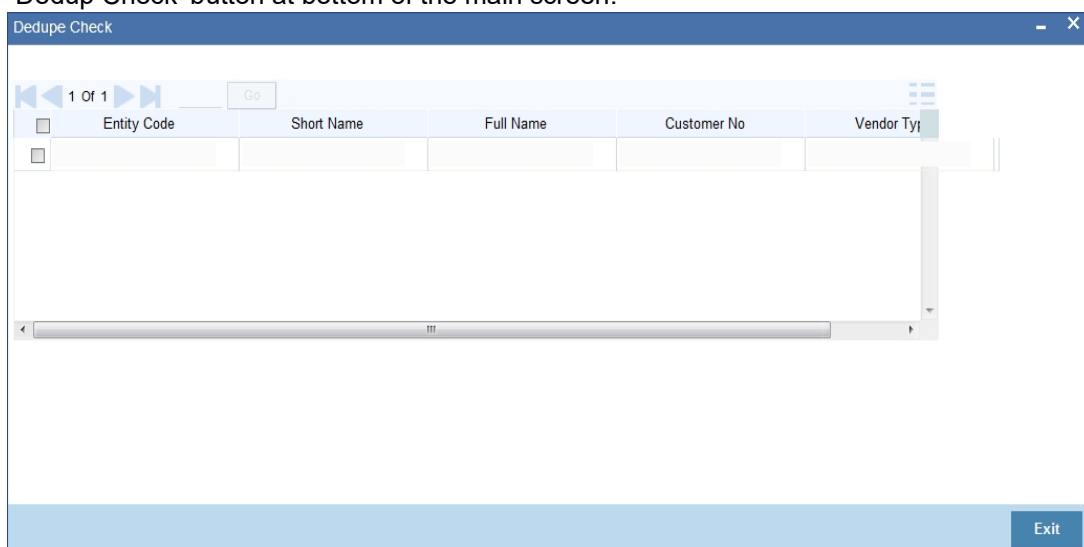 'Dedup Check' button at bottom of the main screen.
Dedupe Check
1 Of 1 Go
Entity Code Short Name Full Name Customer No Vendor Typ
Exit